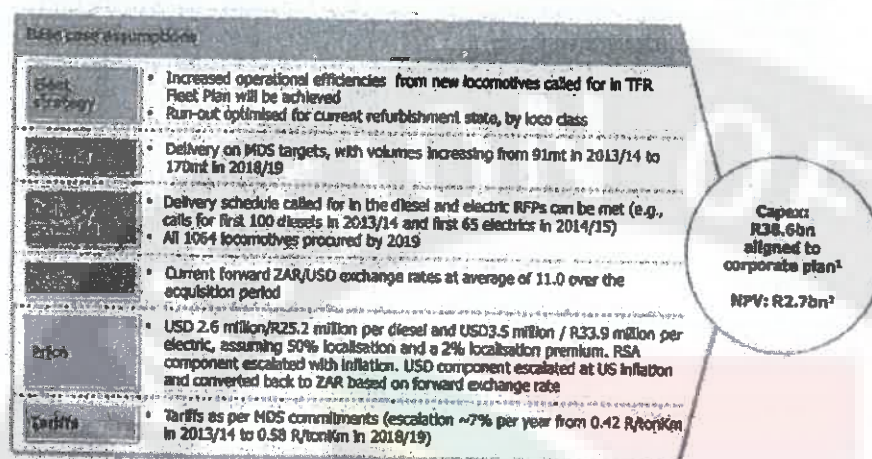 Base case assumptions
Fleet strategy
• Increased operational efficiencies from new locomotives called for in TFR
Fleet Plan will be achieved
• Run-out optimised for current refurbishment state, by loco class
• Delivery on MDS targets, with volumes increasing from 91mt in 2013/14 to
170mt in 2018/19
• Delivery schedule called for in the diesel and electric RFPs can be met (e.g.,
calls for first 100 diesels in 2013/14 and first 65 electrics in 2014/15)
• All 1064 locomotives procured by 2019
• Current forward ZAR/USD exchange rates at average of 11.0 over the
acquisition period
Price
• USD 2.6 million/R25.2 million per diesel and USD3.5 million / R33.9 million per
electric, assuming 50% localisation and a 2% localisation premium. RSA
component escalated with inflation. USD component escalated at US inflation
and converted back to ZAR based on forward exchange rate
Tariffs
• Tariffs as per MDS commitments (escalation ~7% per year from 0.42 R/tonKm
in 2013/14 to 0.58 R/tonKm in 2018/19)
Capex:
R38.6bn
aligned to
corporate plan¹
NPV: R2.7bn²